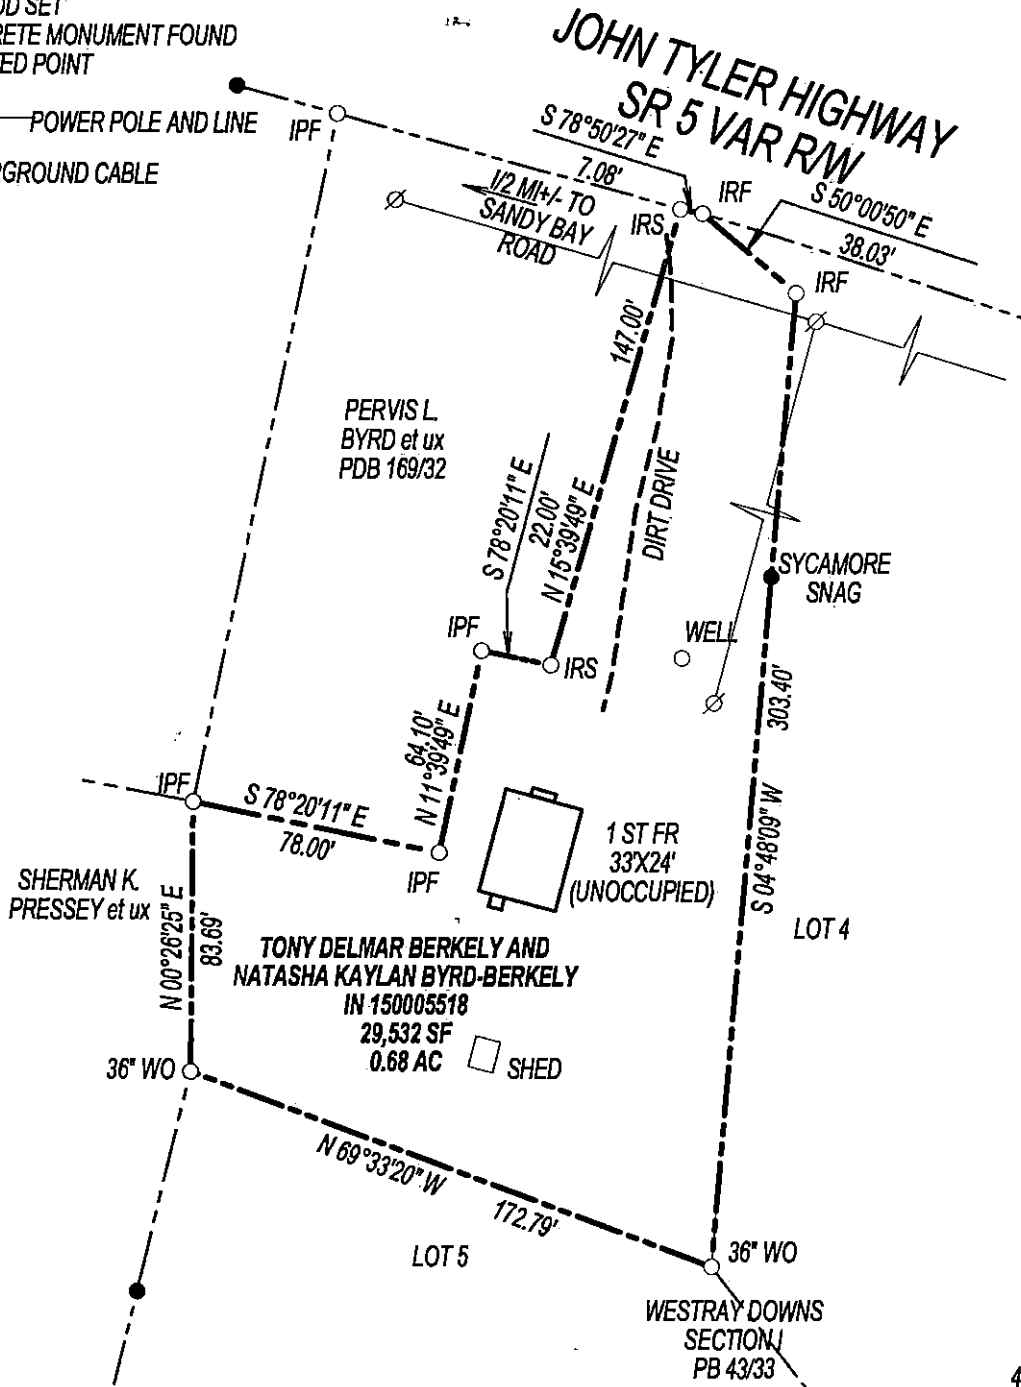 OD SET
RETE MONUMENT FOUND
ED POINT
POWER POLE AND LINE
RGROUND CABLE
JOHN TYLER HIGHWAY
SR 5 VAR R/W
IPF
S 78°50'27" E
7.08'
1/2 MI+/- TO
SANDY BAY
ROAD
IRS
IRF
S 50°00'50" E
38.03'
IRF
147.00'
N 15°39'49" E
PERVIS L.
BYRD et ux
PDB 169/32
S 78°20'11" E
22.00'
DIRT DRIVE
SYCAMORE
SNAG
WELL
IPF
IRS
303.40'
S 04°48'09" W
64.10'
N 11°39'49" E
IPF
S 78°20'11" E
78.00'
IPF
1 ST FR
33'X24'
(UNOCCUPIED)
SHERMAN K.
PRESSEY et ux
N 00°26'25" E
83.69'
LOT 4
TONY DELMAR BERKELY AND
NATASHA KAYLAN BYRD-BERKELY
IN 150005518
29,532 SF
0.68 AC
SHED
36" WO
N 69°33'20" W
172.79'
LOT 5
36" WO
WESTRAY DOWNS
SECTION I
PB 43/33
4